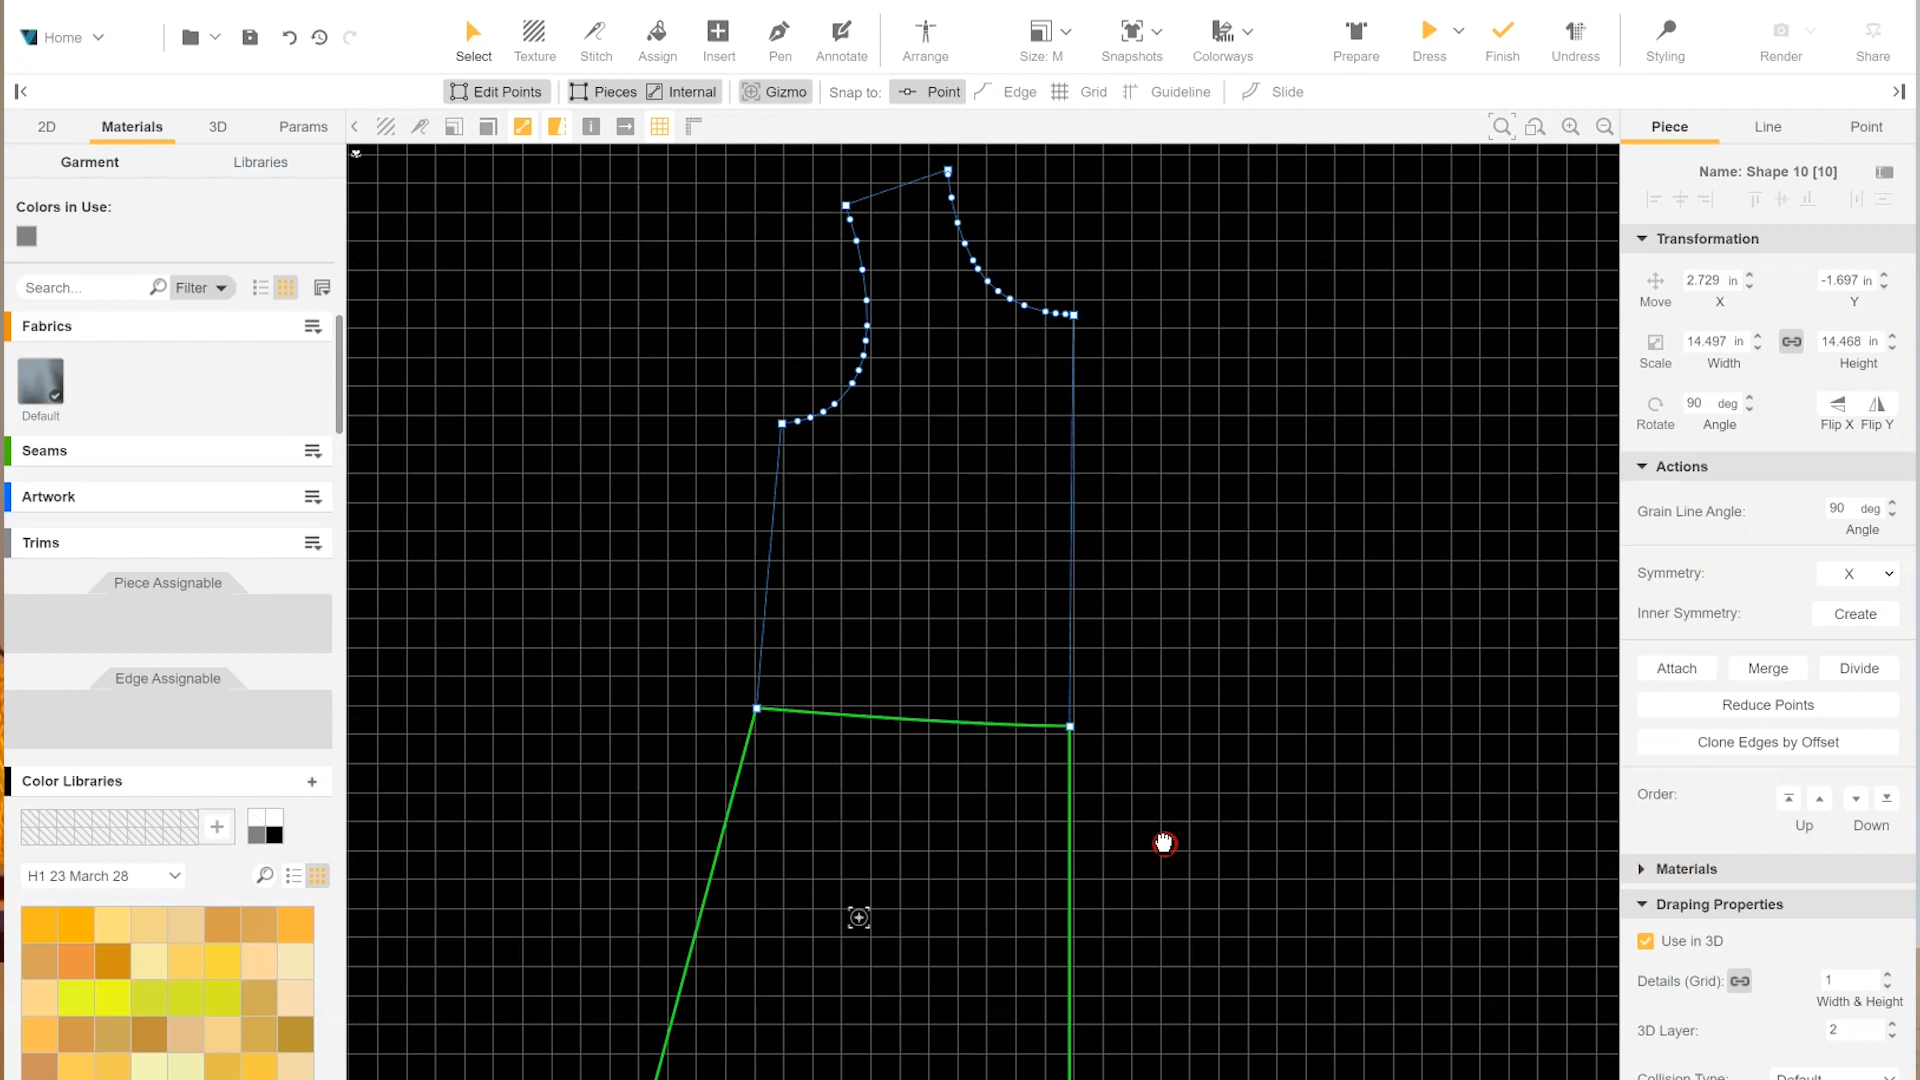 Home
Select
Texture
Stitch
Assign
Insert
Pen
Annotate
Arrange
Size: M
Snapshots
Colorways
Prepare
Dress
Finish
Undress
Styling
Render
Share
Edit Points
Pieces
Internal
Gizmo
Snap to:
Point
Edge
Grid
Guideline
Slide
2D
Materials
3D
Params
Garment
Libraries
Colors in Use:
Search...
Filter
Fabrics
Default
Seams
Artwork
Trims
Piece Assignable
Edge Assignable
Color Libraries
H1 23 March 28
Piece
Line
Point
Name: Shape 10 [10]
Transformation
2.729 in
-1.697 in
Move
X
Y
14.497 in
14.468 in
Scale
Width
Height
90 deg
Rotate
Angle
Flip X
Flip Y
Actions
Grain Line Angle:
90 deg
Angle
Symmetry:
X
Inner Symmetry:
Create
Attach
Merge
Divide
Reduce Points
Clone Edges by Offset
Order:
Up
Down
Materials
Draping Properties
Use in 3D
Details (Grid):
1
Width & Height
3D Layer:
2
Collision Type:
Default